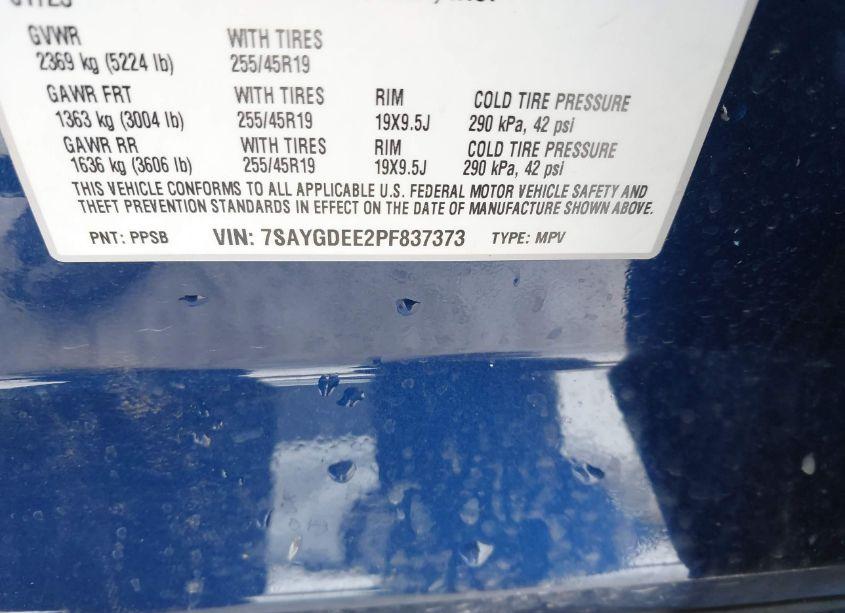 GVWR WITH TIRES
2369 kg (5224 lb) 255/45R19
GAWR FRT WITH TIRES RIM COLD TIRE PRESSURE
1363 kg (3004 lb) 255/45R19 19X9.5J 290 kPa, 42 psi
GAWR RR WITH TIRES RIM COLD TIRE PRESSURE
1636 kg (3606 lb) 255/45R19 19X9.5J 290 kPa, 42 psi
THIS VEHICLE CONFORMS TO ALL APPLICABLE U.S. FEDERAL MOTOR VEHICLE SAFETY AND
THEFT PREVENTION STANDARDS IN EFFECT ON THE DATE OF MANUFACTURE SHOWN ABOVE.
PNT: PPSB VIN: 7SAYGDEE2PF837373 TYPE: MPV